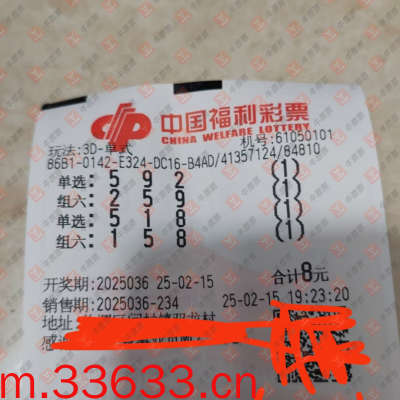 中国福利彩票
CHINA WELFARE LOTTERY
玩法:3D-单式 机号:61050101
B6B1-0142-E324-DC16-B4AD/41357124/84810
单选: 5 9 2 (1)
组六: 2 5 9 (1)
单选: 5 1 8 (1)
组六: 1 5 8 (1)
开奖期:2025036 25-02-15 合计8元
销售期:2025036-234 25-02-15 19:23:20
地址:
感
m.33633.cn